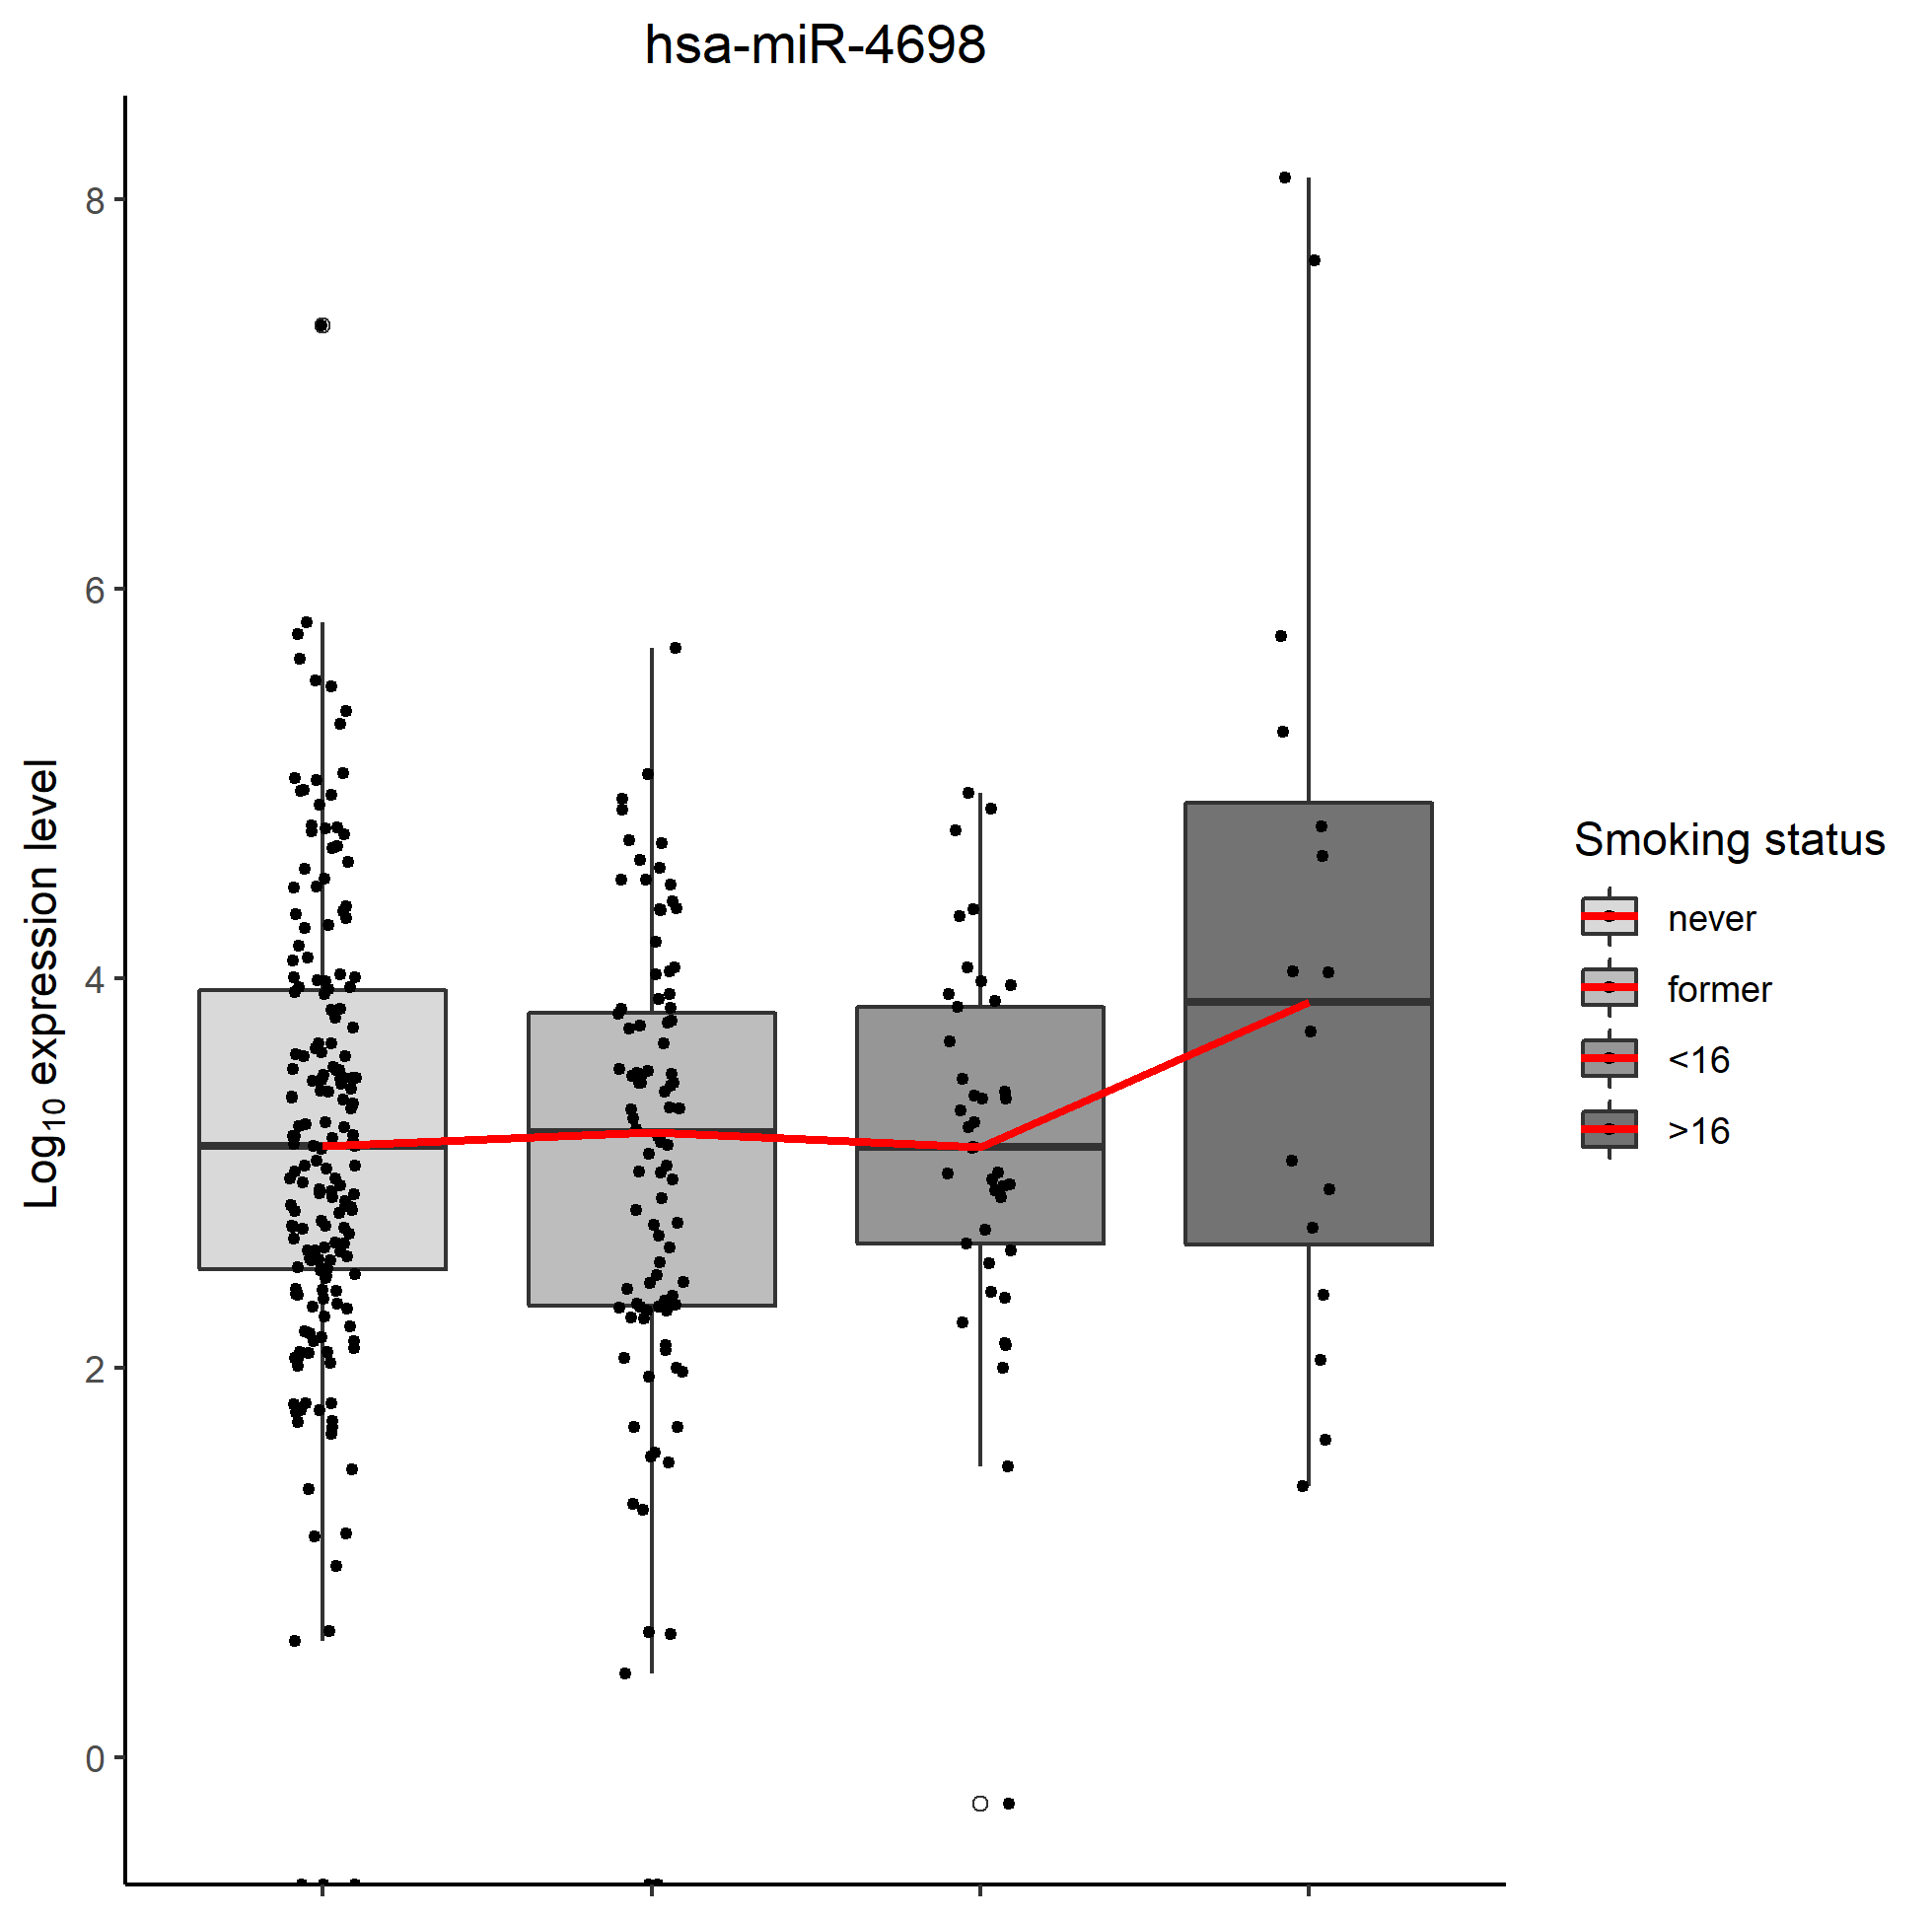 hsa-miR-4698
Log₁₀ expression level
8
6
4
2
0
Smoking status
never
former
<16
>16